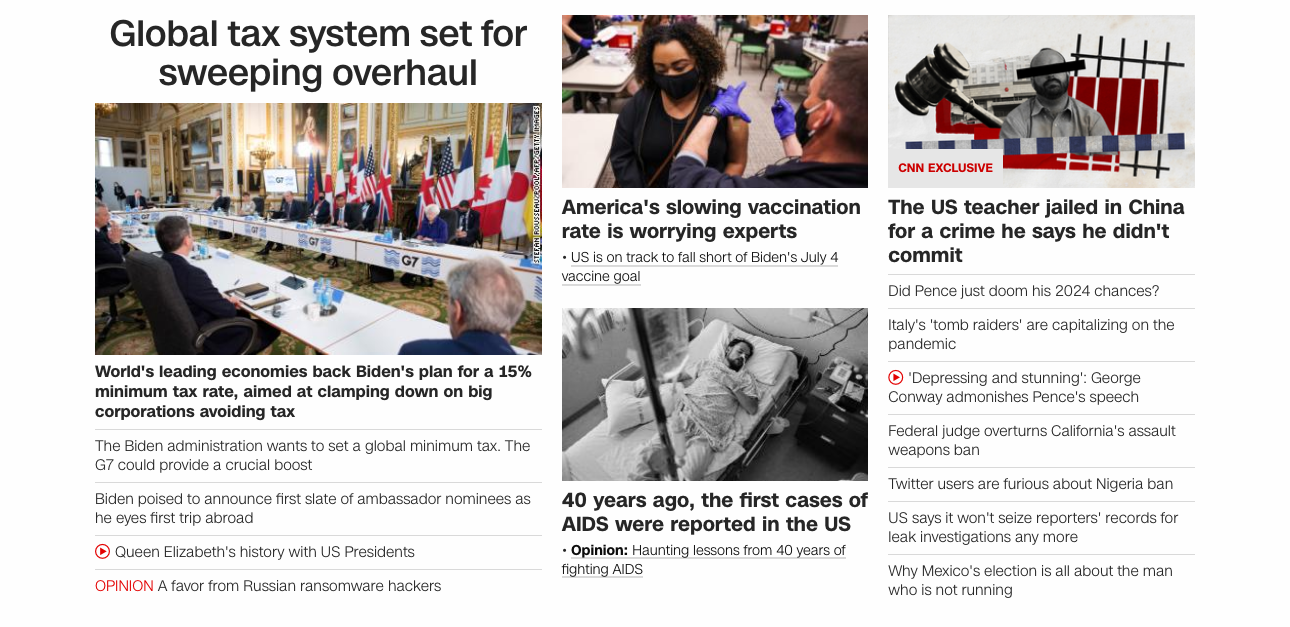 Global tax system set for
sweeping overhaul
STEFAN ROUSSEAU/POOL/AFP/GETTY IMAGES
G7
G7
G7
World's leading economies back Biden's plan for a 15%
minimum tax rate, aimed at clamping down on big
corporations avoiding tax
The Biden administration wants to set a global minimum tax. The
G7 could provide a crucial boost
Biden poised to announce first slate of ambassador nominees as
he eyes first trip abroad
Queen Elizabeth's history with US Presidents
OPINION A favor from Russian ransomware hackers
America's slowing vaccination
rate is worrying experts
• US is on track to fall short of Biden's July 4
vaccine goal
40 years ago, the first cases of
AIDS were reported in the US
• Opinion: Haunting lessons from 40 years of
fighting AIDS
CNN EXCLUSIVE
The US teacher jailed in China
for a crime he says he didn't
commit
Did Pence just doom his 2024 chances?
Italy's 'tomb raiders' are capitalizing on the
pandemic
'Depressing and stunning': George
Conway admonishes Pence's speech
Federal judge overturns California's assault
weapons ban
Twitter users are furious about Nigeria ban
US says it won't seize reporters' records for
leak investigations any more
Why Mexico's election is all about the man
who is not running